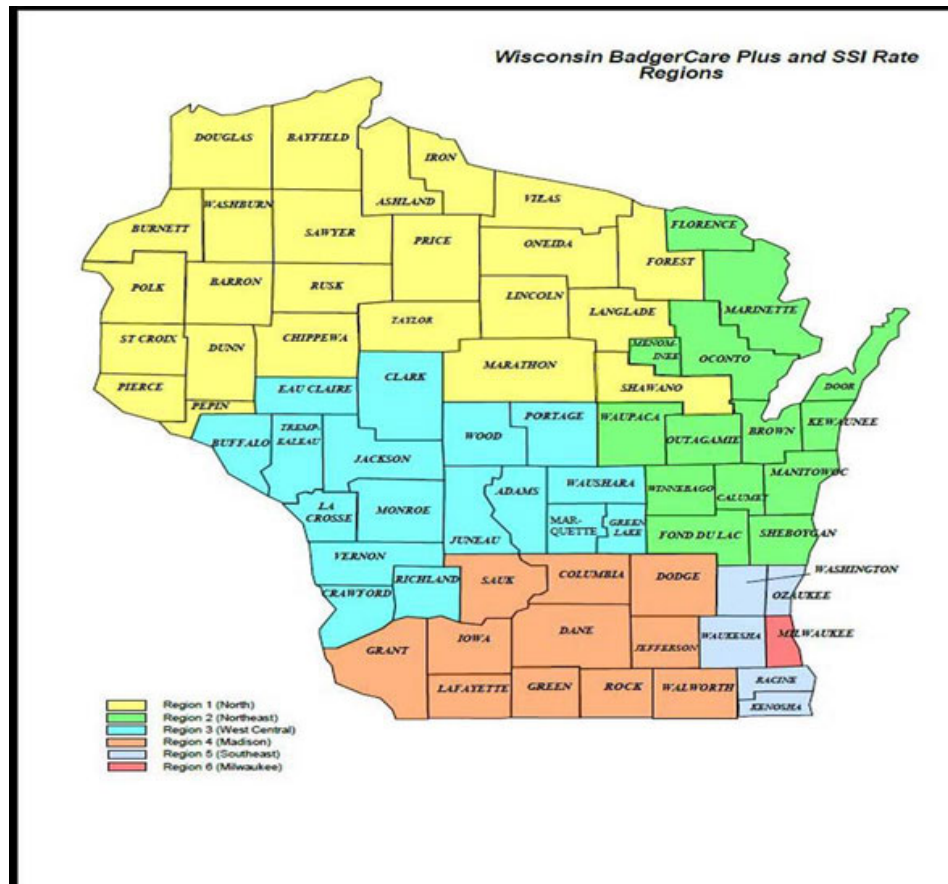 Wisconsin BadgerCare Plus and SSI Rate
Regions
DOUGLAS
BAYFIELD
IRON
ASHLAND
VILAS
WASHBURN
BURNETT
SAWYER
PRICE
ONEIDA
FLORENCE
FOREST
POLK
BARRON
RUSK
LINCOLN
MARINETTE
LANGLADE
TAYLOR
ST CROIX
DUNN
CHIPPEWA
MENOM-
INEE
OCONTO
MARATHON
CLARK
PIERCE
EAU CLAIRE
SHAWANO
DOOR
PEPIN
BUFFALO
TREMP-
EALEAU
WOOD
PORTAGE
WAUPACA
OUTAGAMIE
BROWN
KEWAUNEE
JACKSON
MANITOWOC
LA
CROSSE
MONROE
JUNEAU
ADAMS
WAUSHARA
WINNEBAGO
CALUMET
MAR-
QUETTE
GREEN
LAKE
FOND DU LAC
SHEBOYGAN
VERNON
CRAWFORD
RICHLAND
SAUK
COLUMBIA
DODGE
WASHINGTON
OZAUKEE
GRANT
IOWA
DANE
JEFFERSON
WAUKESHA
MILWAUKEE
LAFAYETTE
GREEN
ROCK
WALWORTH
RACINE
KENOSHA
Region 1 (North)
Region 2 (Northeast)
Region 3 (West Central)
Region 4 (Madison)
Region 5 (Southeast)
Region 6 (Milwaukee)